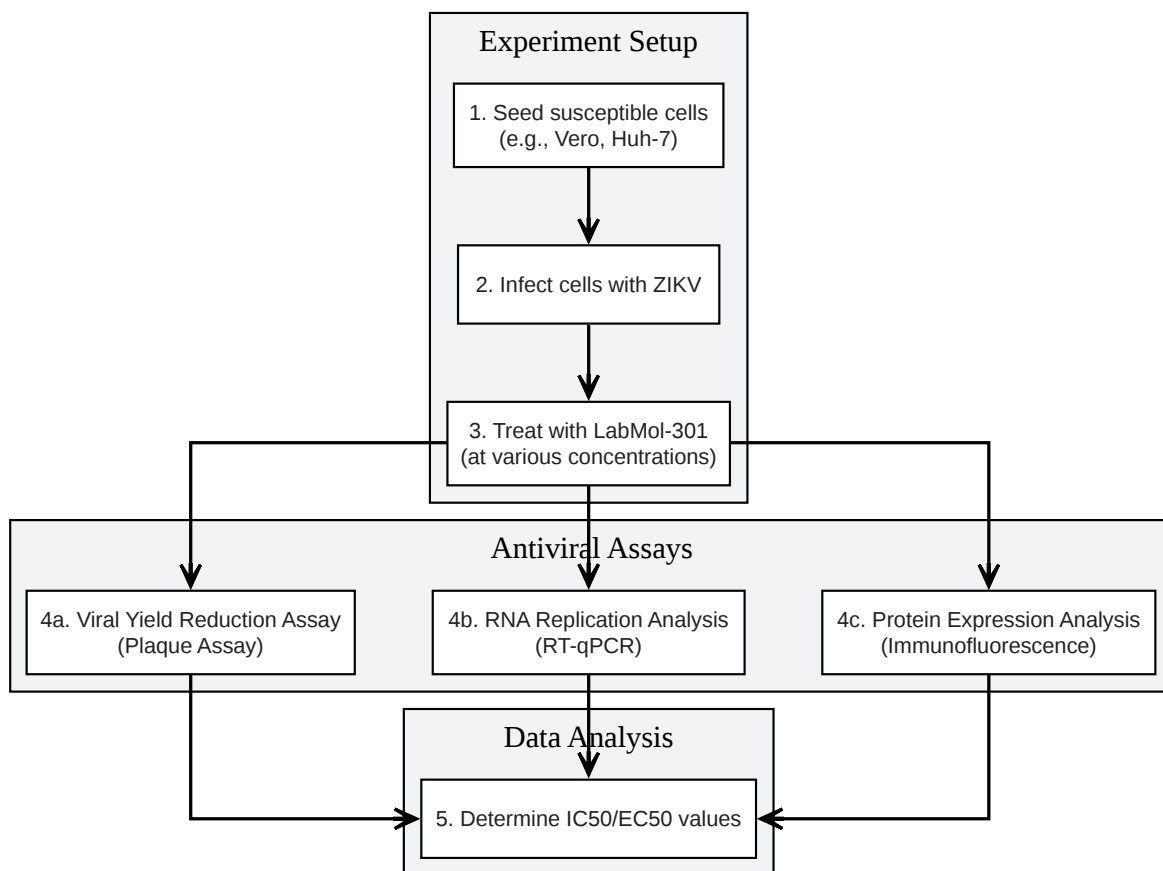 Experiment Setup
1. Seed susceptible cells
(e.g., Vero, Huh-7)
2. Infect cells with ZIKV
3. Treat with LabMol-301
(at various concentrations)
Antiviral Assays
4a. Viral Yield Reduction Assay
(Plaque Assay)
4b. RNA Replication Analysis
(RT-qPCR)
4c. Protein Expression Analysis
(Immunofluorescence)
Data Analysis
5. Determine IC50/EC50 values